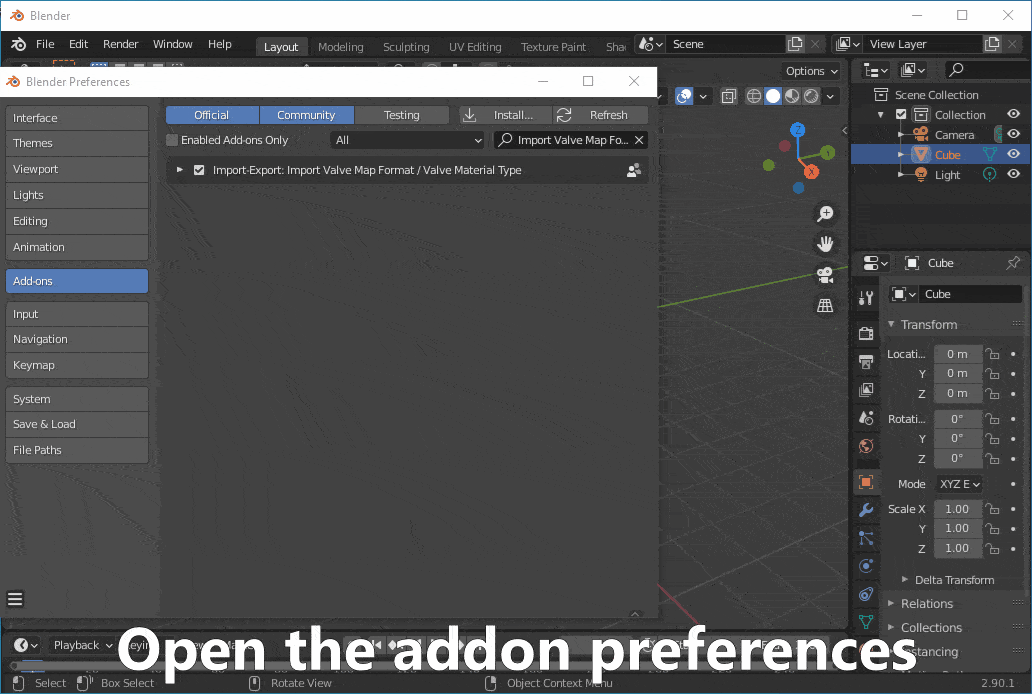 Blender
File Edit Render Window Help Layout Modeling Sculpting UV Editing Texture Paint Sha Scene View Layer
Blender Preferences
Options
Interface
Themes
Viewport
Lights
Editing
Animation
Add-ons
Input
Navigation
Keymap
System
Save & Load
File Paths
Official Community Testing Install... Refresh
Enabled Add-ons Only All Import Valve Map Fo...
Import-Export: Import Valve Map Format / Valve Material Type
Z
Y
X
Scene Collection
Collection
Camera
Cube
Light
Cube
Cube
Transform
Locati... 0 m
Y 0 m
Z 0 m
Rotati... 0°
Y 0°
Z 0°
Mode XYZ E
Scale X 1.00
Y 1.00
Z 1.00
Delta Transform
Relations
Collections
Instancing
Playback
Open the addon preferences
Select Box Select Rotate View Object Context Menu 2.90.1